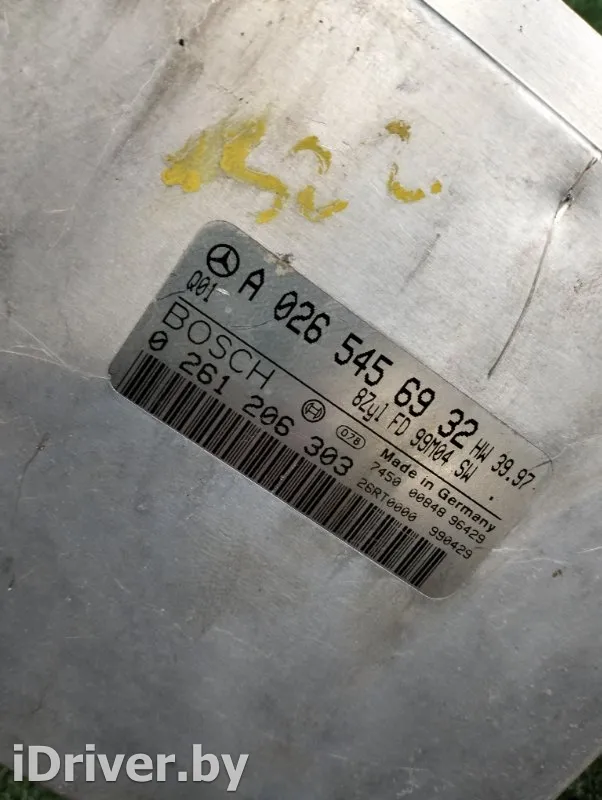 A 026 545 69 32 HW 39.97
Q01
8Zyl FD 99M04 SW .
BOSCH
078
Made in Germany
0 261 206 303
7450 00848 96429
26RT0000 990429
iDriver.by